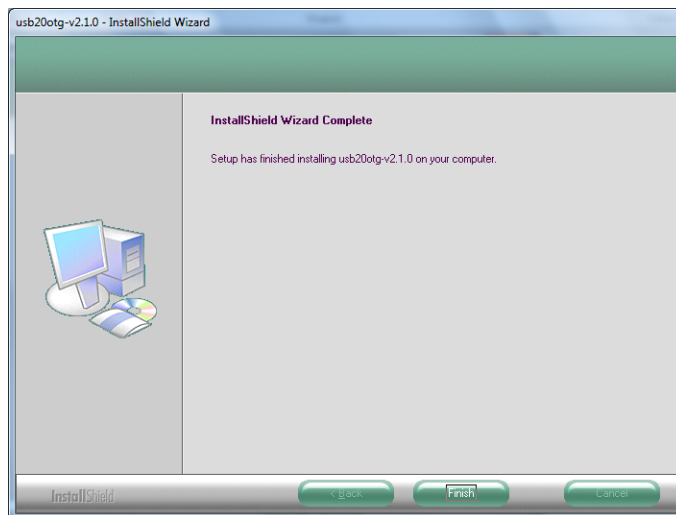 usb20otg-v2.1.0 - InstallShield Wizard
InstallShield Wizard Complete
Setup has finished installing usb20otg-v2.1.0 on your computer.
InstallShield
< Back
Finish
Cancel